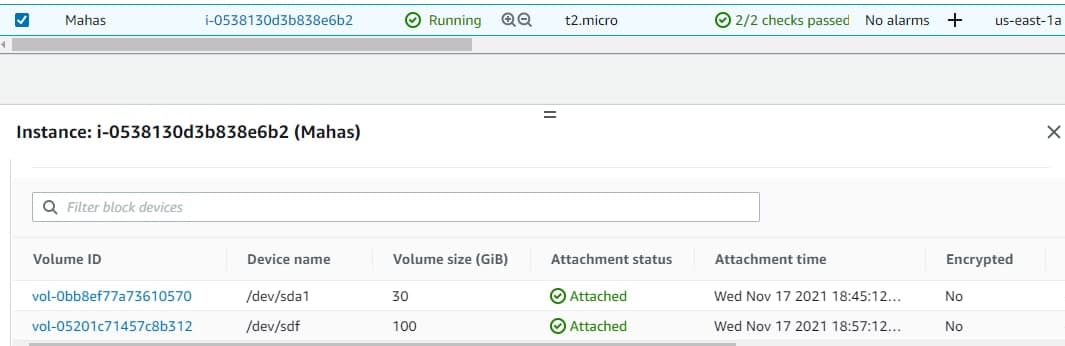 Mahas i-0538130d3b838e6b2 Running t2.micro 2/2 checks passed No alarms + us-east-1a
Instance: i-0538130d3b838e6b2 (Mahas)
Filter block devices
Volume ID Device name Volume size (GiB) Attachment status Attachment time Encrypted
vol-0bb8ef77a73610570 /dev/sda1 30 Attached Wed Nov 17 2021 18:45:12... No
vol-05201c71457c8b312 /dev/sdf 100 Attached Wed Nov 17 2021 18:57:12... No